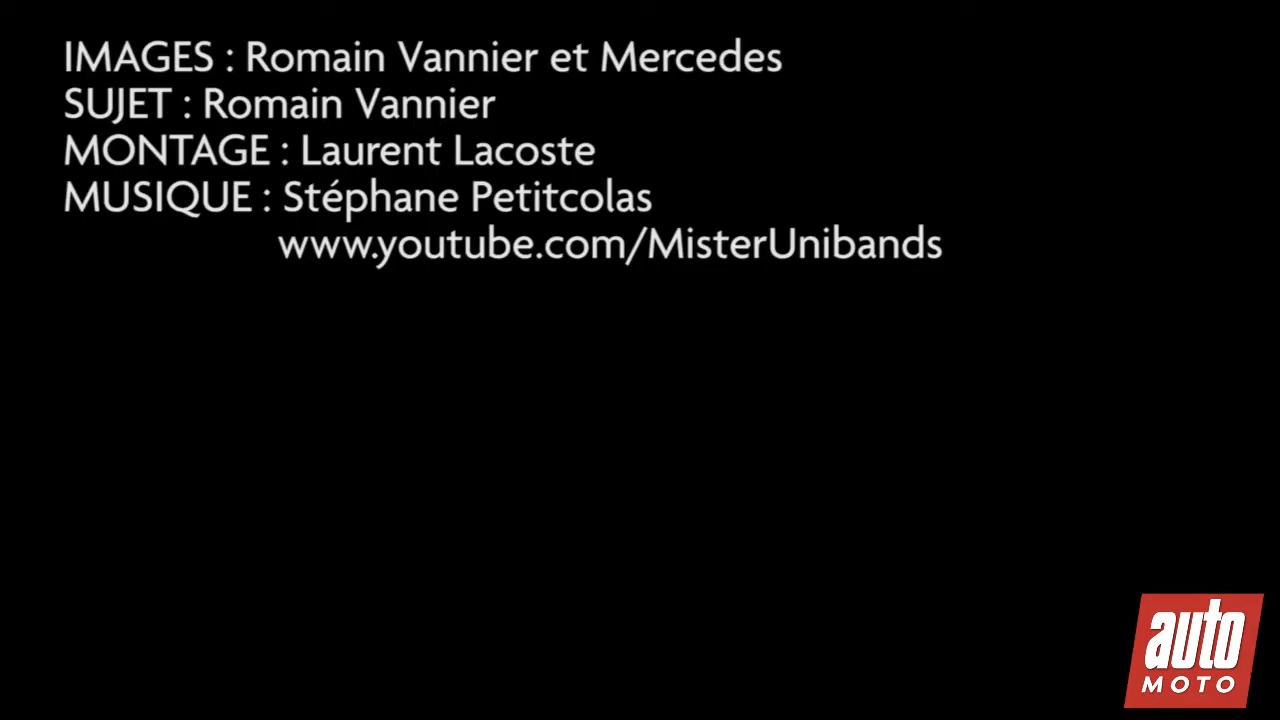 IMAGES : Romain Vannier et Mercedes
SUJET : Romain Vannier
MONTAGE : Laurent Lacoste
MUSIQUE : Stéphane Petitcolas
www.youtube.com/MisterUnibands
auto
MOTO